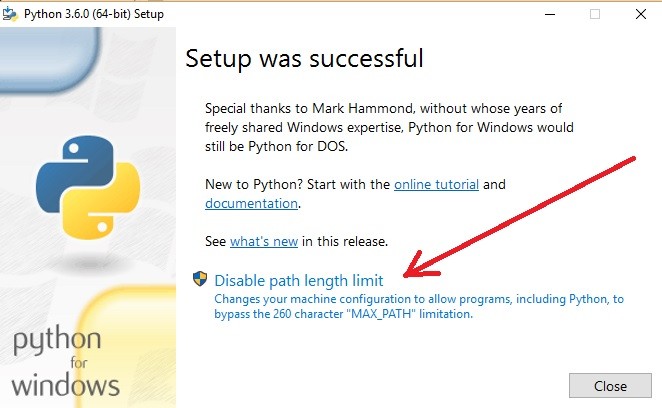 Python 3.6.0 (64-bit) Setup
Setup was successful
Special thanks to Mark Hammond, without whose years of
freely shared Windows expertise, Python for Windows would
still be Python for DOS.
New to Python? Start with the online tutorial and
documentation.
See what's new in this release.
Disable path length limit
Changes your machine configuration to allow programs, including Python, to
bypass the 260 character "MAX_PATH" limitation.
python
for
windows
Close